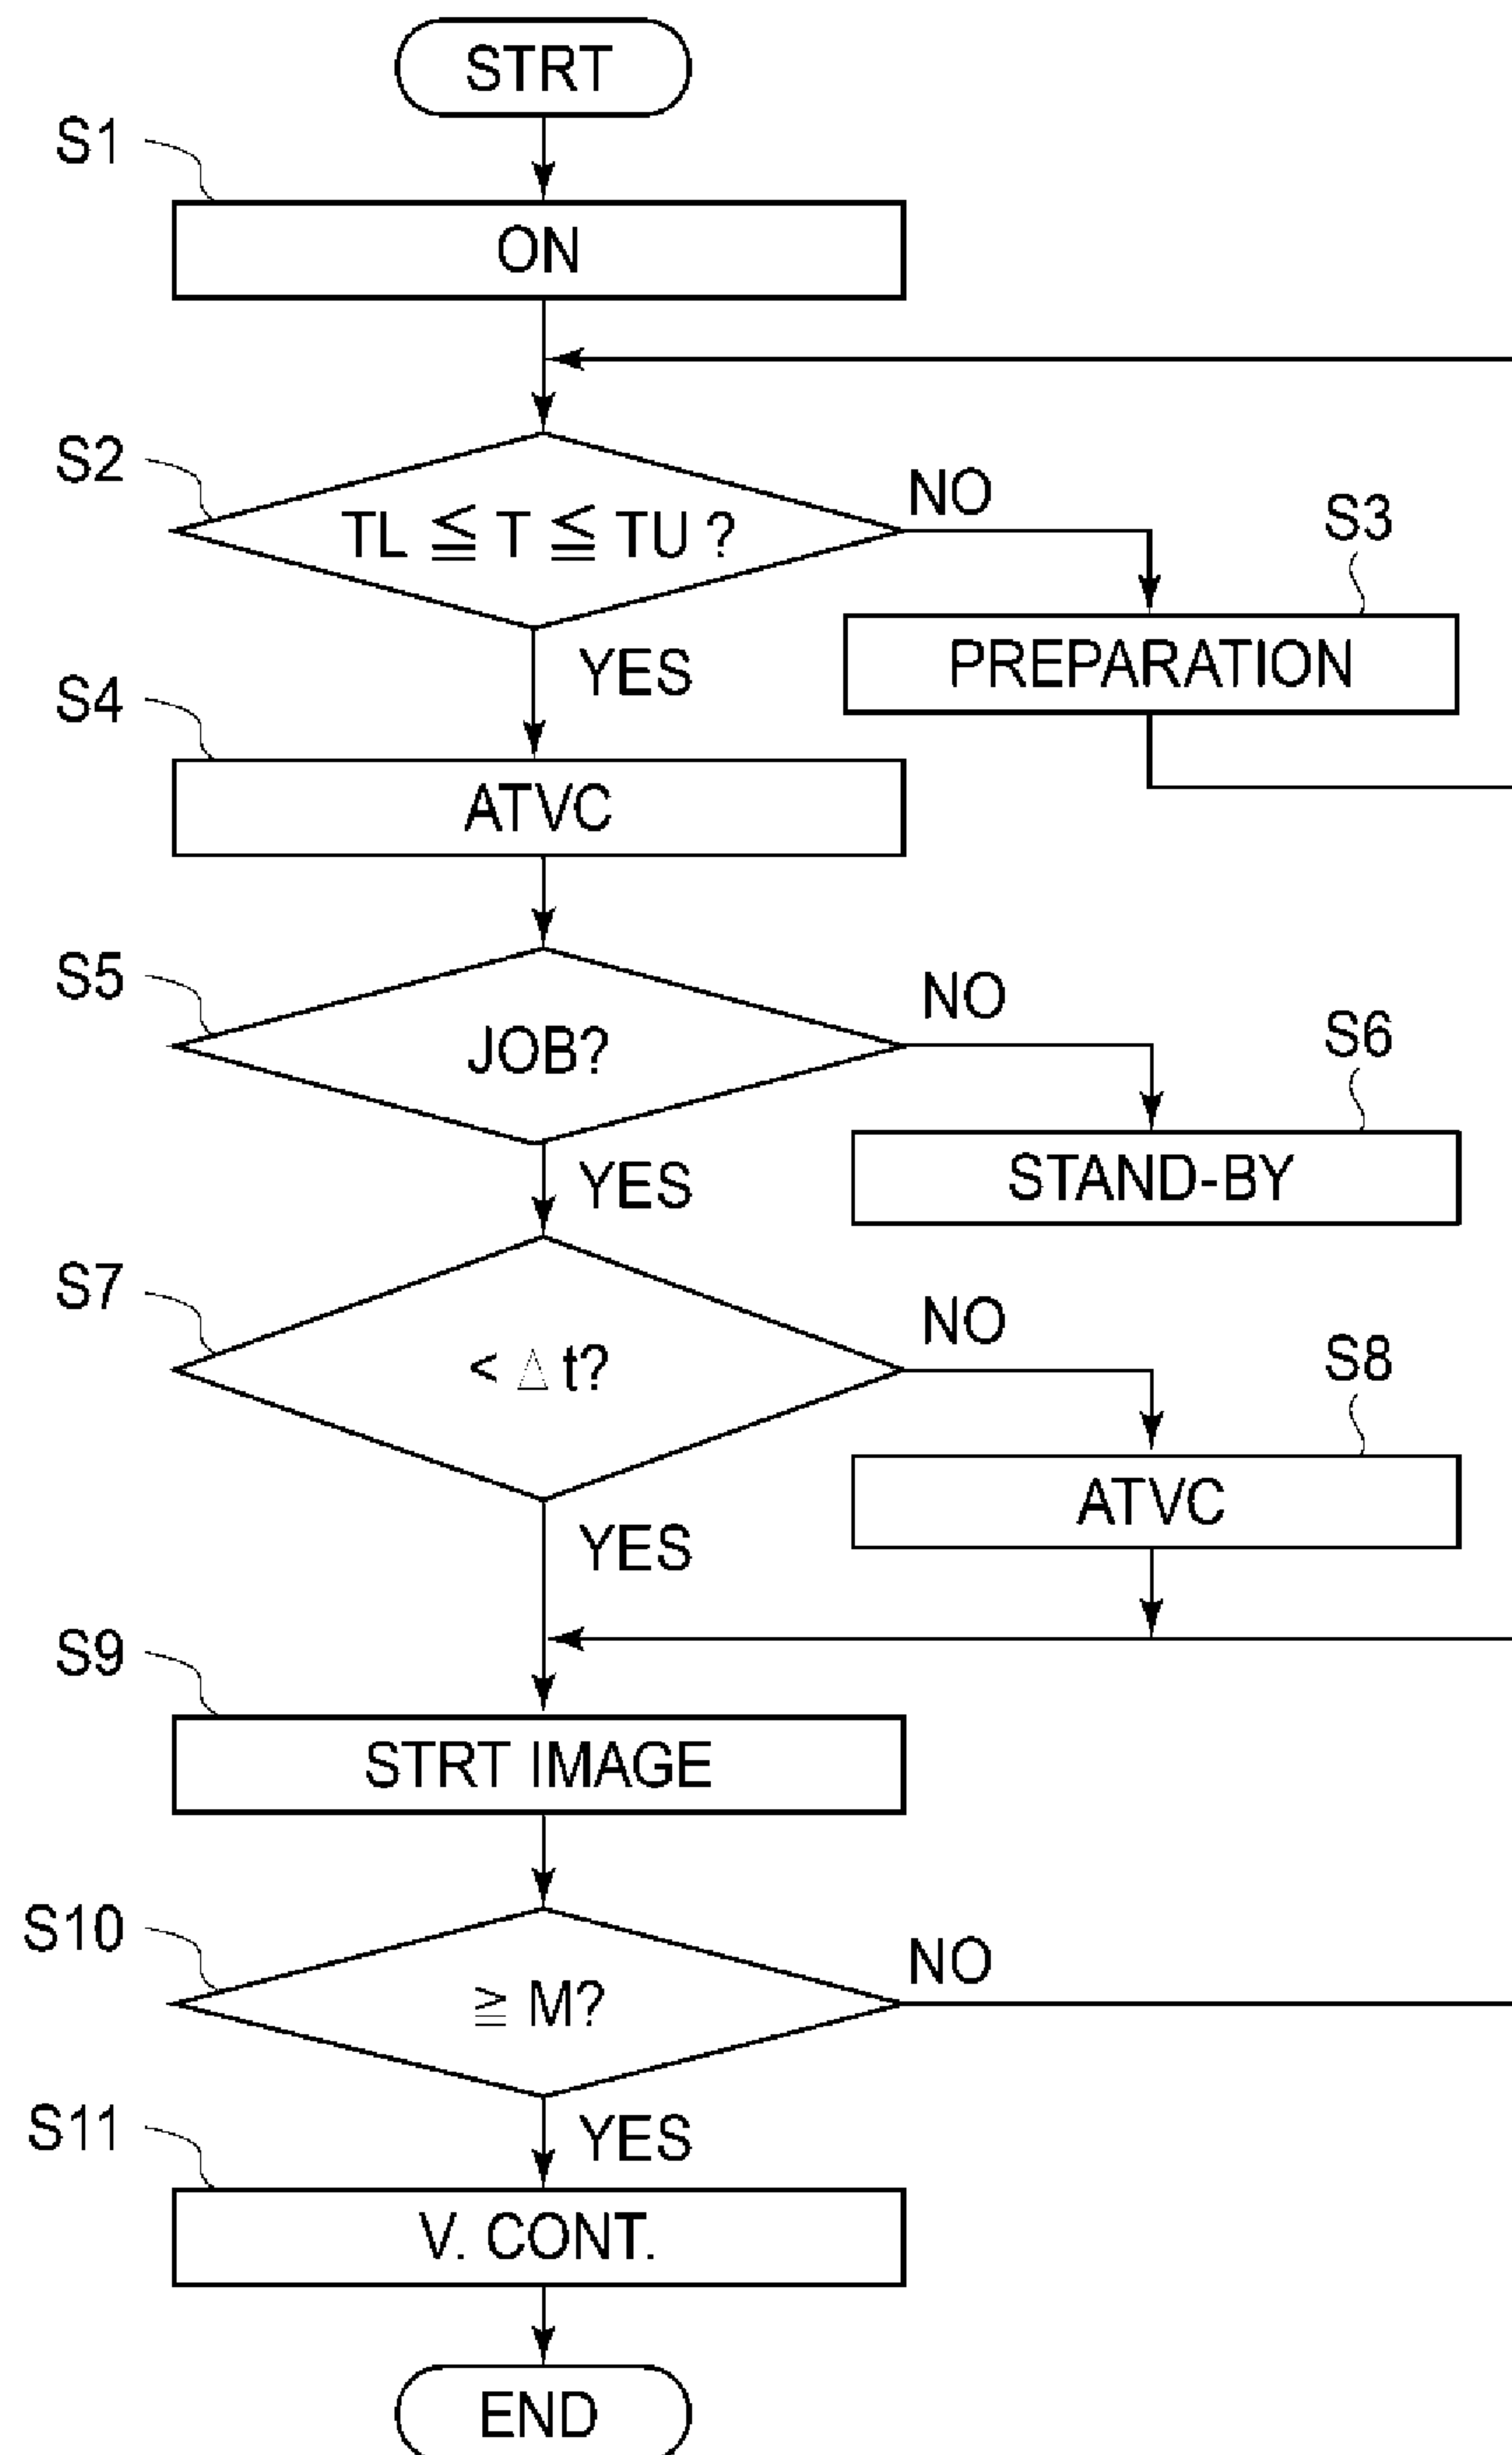 STRT
S1
ON
S2
TL ≦ T ≦ TU ?
NO
S3
PREPARATION
YES
S4
ATVC
S5
JOB?
NO
S6
STAND-BY
YES
S7
< △ t?
NO
S8
ATVC
YES
S9
STRT IMAGE
S10
≧ M?
NO
S11
YES
V. CONT.
END